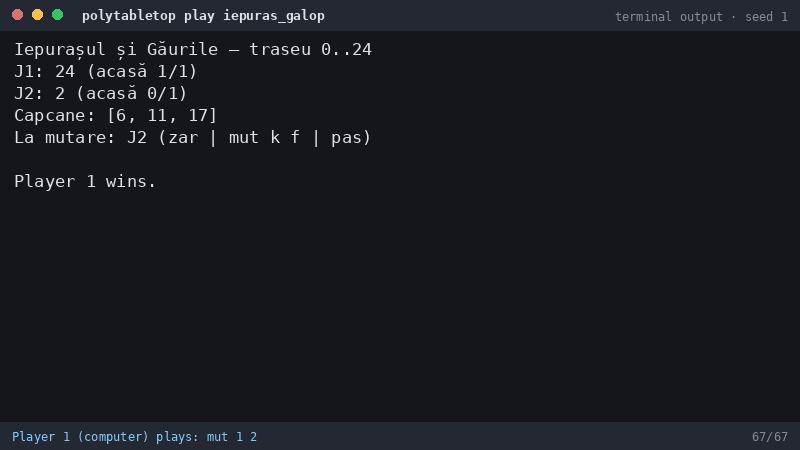 polytabletop play iepuras_galop
terminal output · seed 1
Iepurașul și Găurile — traseu 0..24
J1: 24 (acasă 1/1)
J2: 2 (acasă 0/1)
Capcane: [6, 11, 17]
La mutare: J2 (zar | mut k f | pas)
Player 1 wins.
Player 1 (computer) plays: mut 1 2
67/67